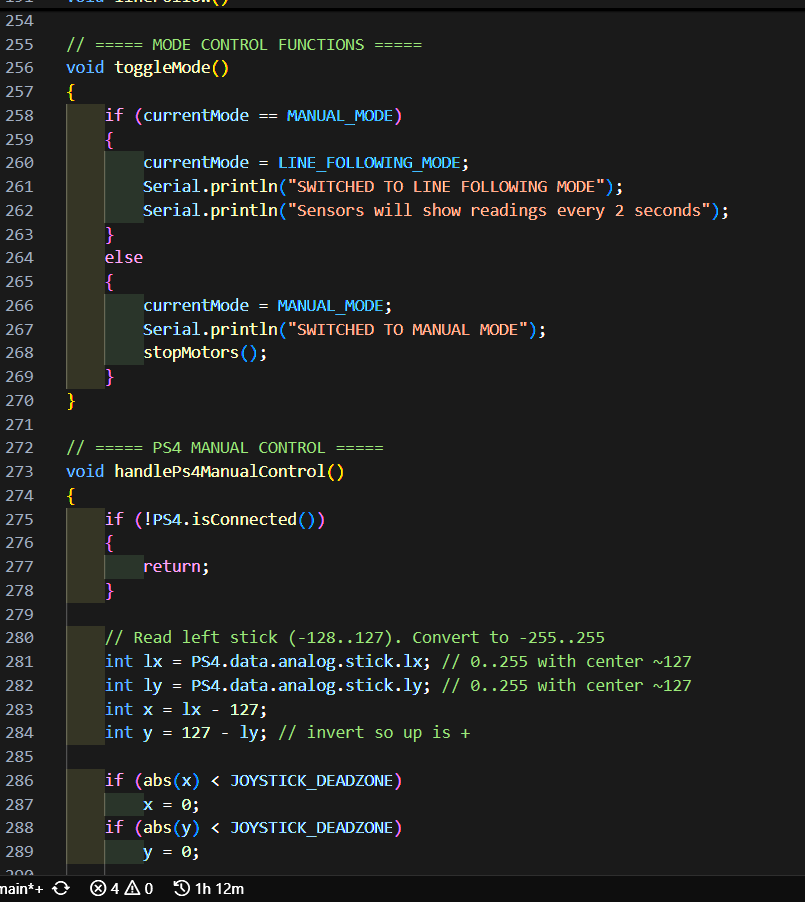 254
255 // ===== MODE CONTROL FUNCTIONS =====
256 void toggleMode()
257 {
258 if (currentMode == MANUAL_MODE)
259 {
260 currentMode = LINE_FOLLOWING_MODE;
261 Serial.println("SWITCHED TO LINE FOLLOWING MODE");
262 Serial.println("Sensors will show readings every 2 seconds");
263 }
264 else
265 {
266 currentMode = MANUAL_MODE;
267 Serial.println("SWITCHED TO MANUAL MODE");
268 stopMotors();
269 }
270 }
271
272 // ===== PS4 MANUAL CONTROL =====
273 void handlePs4ManualControl()
274 {
275 if (!PS4.isConnected())
276 {
277 return;
278 }
279
280 // Read left stick (-128..127). Convert to -255..255
281 int lx = PS4.data.analog.stick.lx; // 0..255 with center ~127
282 int ly = PS4.data.analog.stick.ly; // 0..255 with center ~127
283 int x = lx - 127;
284 int y = 127 - ly; // invert so up is +
285
286 if (abs(x) < JOYSTICK_DEADZONE)
287 x = 0;
288 if (abs(y) < JOYSTICK_DEADZONE)
289 y = 0;
main*+ 4 0 1h 12m